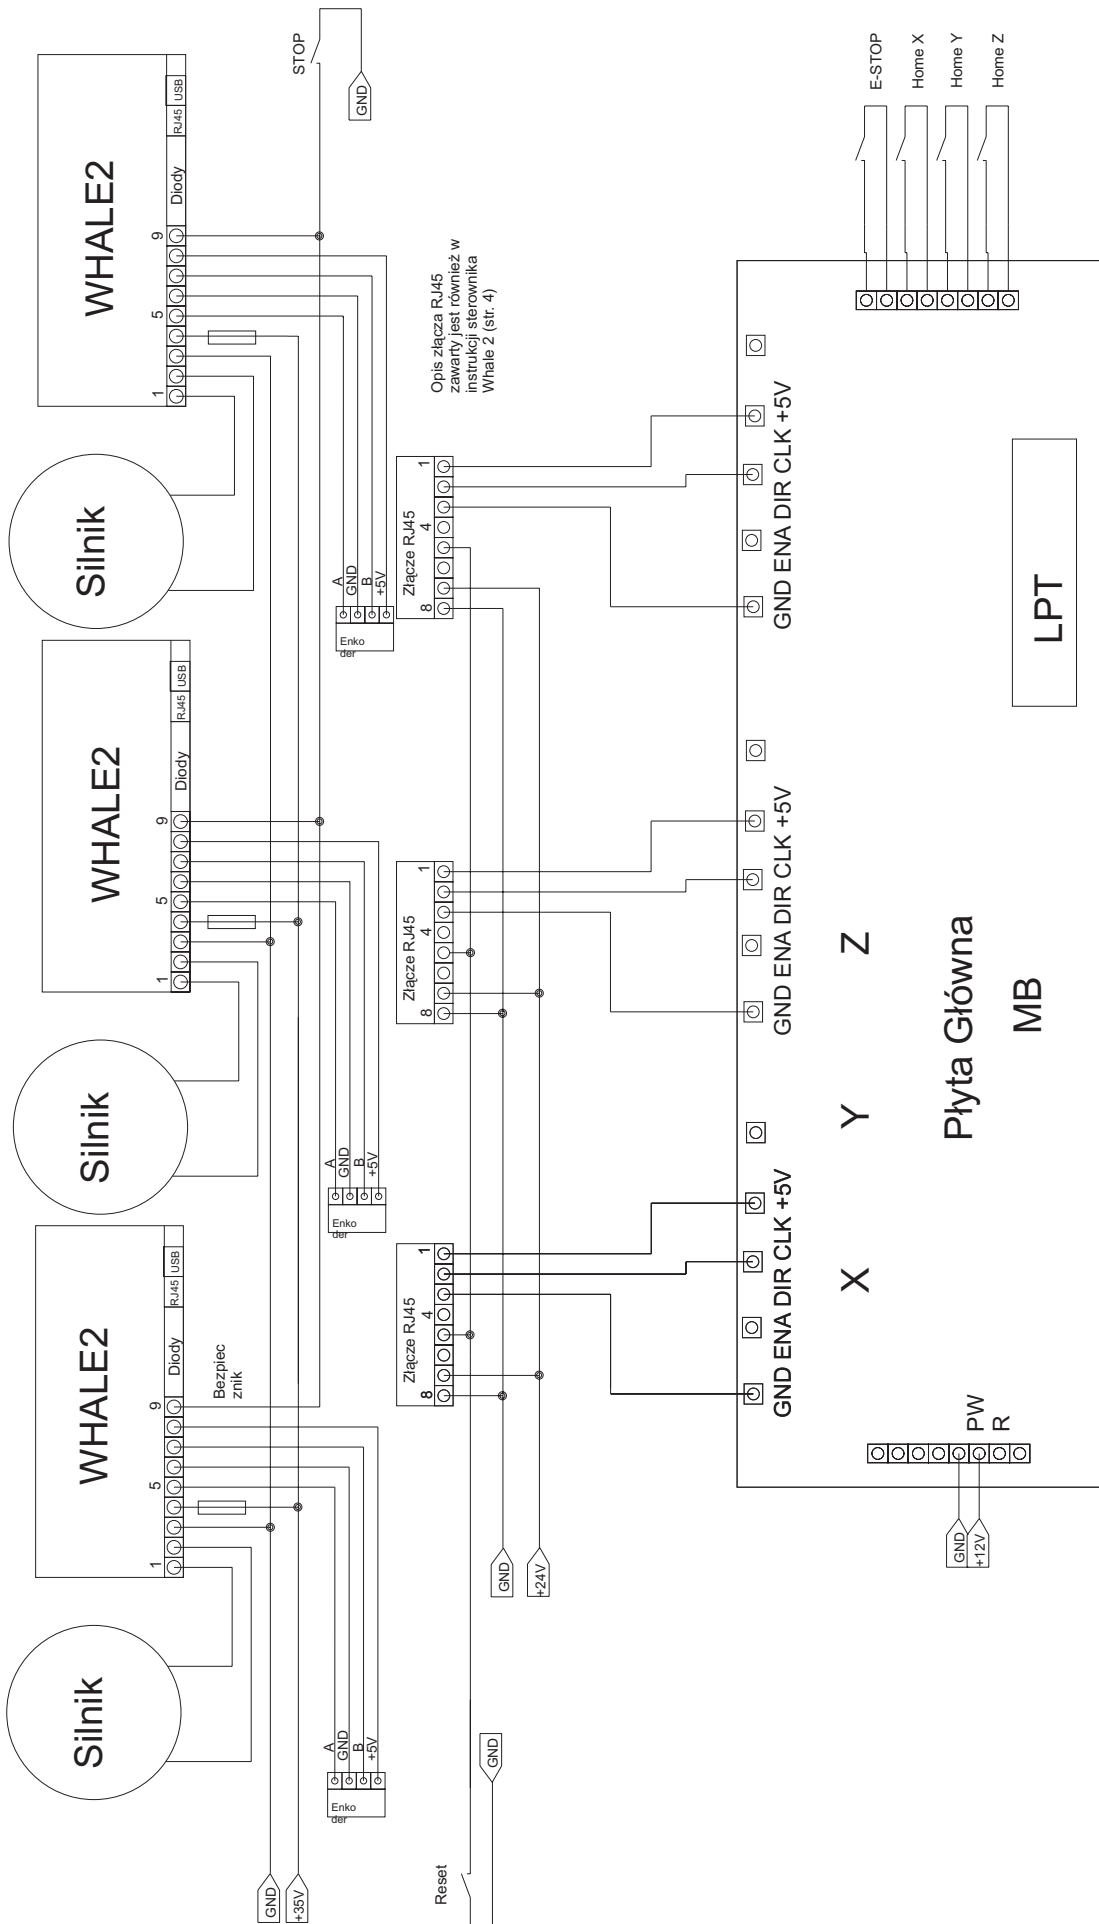 Silnik
WHALE2
1
5
9
Diody
RJ45
USB
Silnik
WHALE2
1
5
9
Diody
RJ45
USB
Silnik
WHALE2
1
5
9
Diody
RJ45
USB
Bezpiec
znik
STOP
GND
GND
+35V
Enko
der
A
GND
B
+5V
Enko
der
A
GND
B
+5V
Enko
der
A
GND
B
+5V
Reset
GND
Złącze RJ45
8
4
1
Złącze RJ45
8
4
1
Złącze RJ45
8
4
1
Opis złącza RJ45
zawarty jest również w
instrukcji sterownika
Whale 2 (str. 4)
GND
+24V
GND ENA DIR CLK +5V
GND ENA DIR CLK +5V
GND ENA DIR CLK +5V
X
Y
Z
Płyta Główna
MB
LPT
PW
R
GND
+12V
E-STOP
Home X
Home Y
Home Z